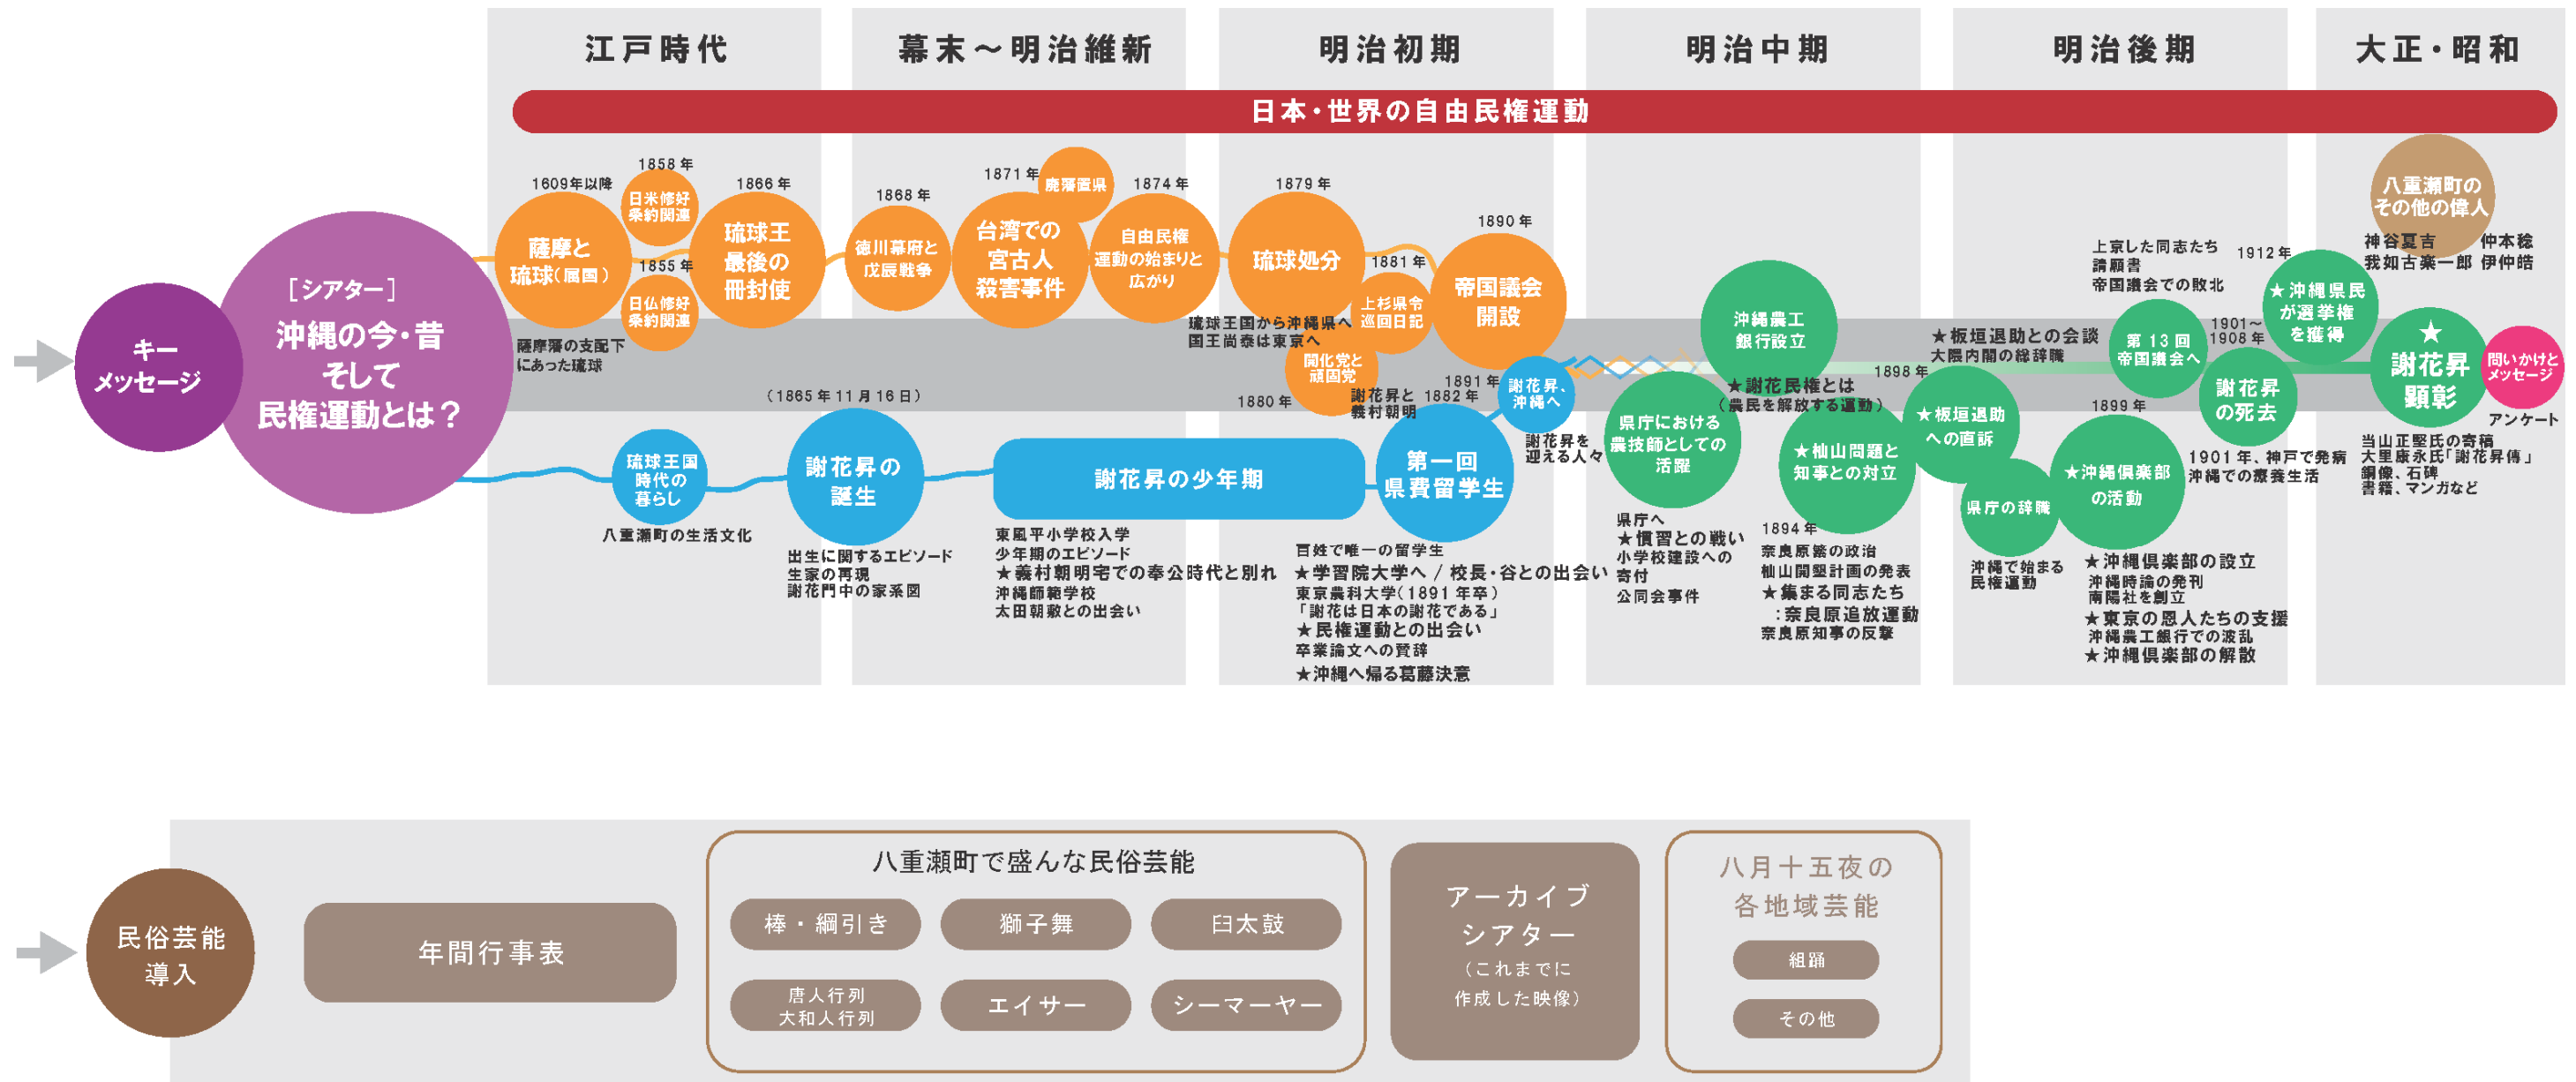 江戸時代
幕末〜明治維新
明治初期
明治中期
明治後期
大正・昭和
日本・世界の自由民権運動
キー
メッセージ
［シアター］
沖縄の今・昔
そして
民権運動とは？
1609年以降
薩摩と
琉球(属国)
薩摩藩の支配下
にあった琉球
1858年
日米修好
条約関連
1855年
日仏修好
条約関連
1866年
琉球王
最後の
冊封使
1868年
徳川幕府と
戊辰戦争
1871年
廃藩置県
台湾での
宮古人
殺害事件
1874年
自由民権
運動の始まりと
広がり
1879年
琉球処分
琉球王国から沖縄県へ
国王尚泰は東京へ
1881年
上杉県令
巡回日記
開化党と
頑固党
1880年
謝花昇と
義村朝明
1890年
帝国議会
開設
琉球王国
時代の
暮らし
八重瀬町の生活文化
(1865年11月16日)
謝花昇の
誕生
出生に関するエピソード
生家の再現
謝花門中の家系図
謝花昇の少年期
東風平小学校入学
少年期のエピソード
★義村朝明宅での奉公時代と別れ
沖縄師範学校
太田朝敷との出会い
1882年
第一回
県費留学生
百姓で唯一の留学生
★学習院大学へ / 校長・谷との出会い
東京農科大学(1891年卒)
「謝花は日本の謝花である」
★民権運動との出会い
卒業論文への賛辞
★沖縄へ帰る葛藤決意
1891年
謝花昇、
沖縄へ
謝花昇を
迎える人々
沖縄農工
銀行設立
★謝花民権とは
(農民を解放する運動)
県庁における
農技師としての
活躍
県庁へ
★慣習との戦い
小学校建設への
寄付
公同会事件
★杣山問題と
知事との対立
1894年
奈良原繁の政治
杣山開墾計画の発表
★集まる同志たち
：奈良原追放運動
奈良原知事の反撃
1898年
★板垣退助
への直訴
★板垣退助との会談
大隈内閣の総辞職
県庁の辞職
沖縄で始まる
民権運動
1899年
★沖縄倶楽部
の活動
★沖縄倶楽部の設立
沖縄時論の発刊
南陽社を創立
★東京の恩人たちの支援
沖縄農工銀行での波乱
★沖縄倶楽部の解散
上京した同志たち
請願書
帝国議会での敗北
第13回
帝国議会へ
1901〜
1908年
謝花昇
の死去
1901年、神戸で発病
沖縄での療養生活
1912年
★沖縄県民
が選挙権
を獲得
八重瀬町の
その他の偉人
神谷夏吉　仲本稔
我如古楽一郎 伊仲皓
★
謝花昇
顕彰
当山正堅氏の寄稿
大里康永氏「謝花昇傳」
銅像、石碑
書籍、マンガなど
問いかけと
メッセージ
アンケート
民俗芸能
導入
年間行事表
八重瀬町で盛んな民俗芸能
棒・綱引き
獅子舞
臼太鼓
唐人行列
大和人行列
エイサー
シーマーヤー
アーカイブ
シアター
(これまでに
作成した映像)
八月十五夜の
各地域芸能
組踊
その他